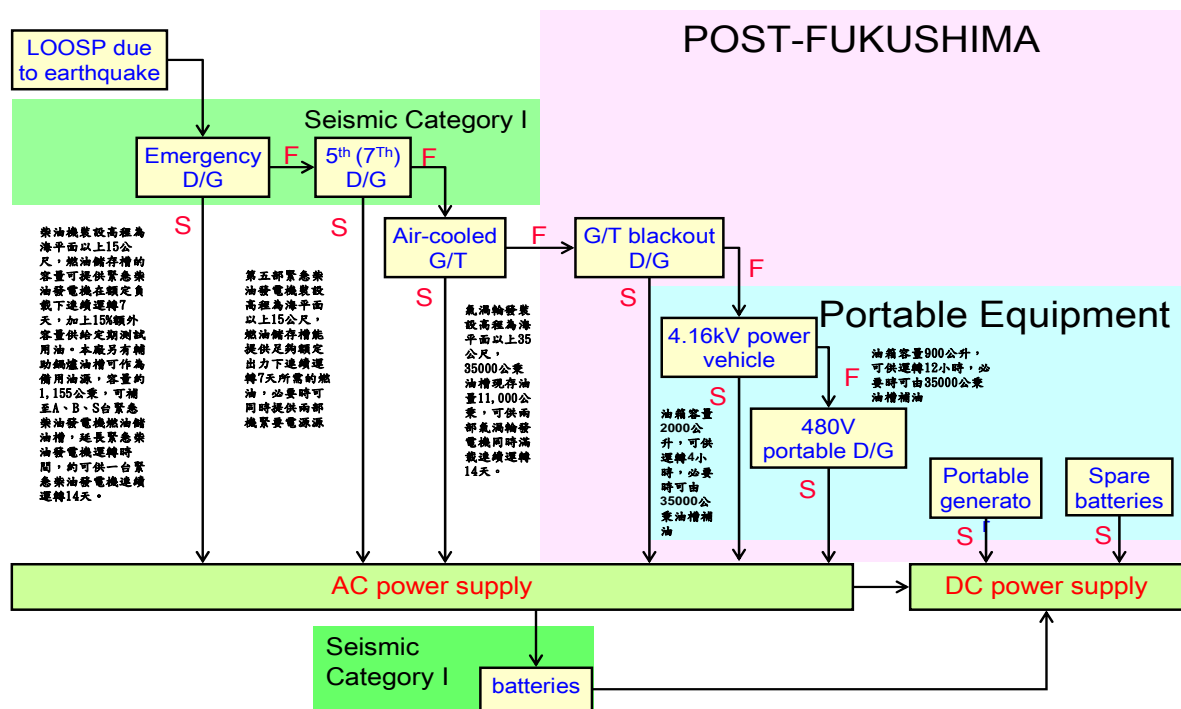 POST-FUKUSHIMA
LOOSP due
to earthquake
Seismic Category I
Emergency
D/G
F
5th (7Th)
D/G
F
S
S
柴油機裝設高程為
海平面以上15公
尺，燃油儲存槽的
容量可提供緊急柴
油發電機在額定負
載下連續運轉7
天，加上15%額外
容量供給定期測試
用油。本廠另有輔
助鍋爐油槽可作為
備用油源，容量約
1,155公秉，可補
至A、B、S台緊急
柴油發電機燃油儲
油槽，延長緊急柴
油發電機運轉時
間，約可供一台緊
急柴油發電機連續
運轉14天。
第五部緊急柴
油發電機裝設
高程為海平面
以上15公尺，
燃油儲存槽能
提供足夠額定
出力下連續運
轉7天所需的燃
油，必要時可
同時提供兩部
機緊要電源源
Air-cooled
G/T
F
S
氣渦輪發裝
設高程為海
平面以上35
公尺，
35000公秉
油槽現存油
量11,000公
秉，可供兩
部氣渦輪發
電機同時滿
載連續運轉
14天。
G/T blackout
D/G
F
S
Portable Equipment
4.16kV power
vehicle
F
S
油箱容量900公升，
可供運轉12小時，必
要時可由35000公秉
油槽補油
油箱容量
2000公
升，可供
運轉4小
時，必要
時可由
35000公
秉油槽補
油
480V
portable D/G
S
Portable
generato
r
S
Spare
batteries
S
AC power supply
DC power supply
Seismic
Category I
batteries